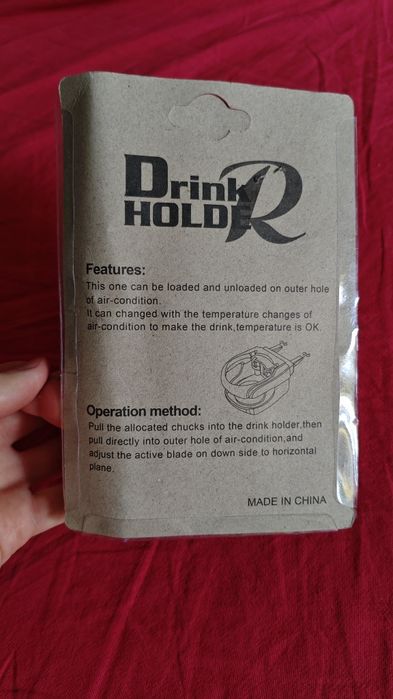 Drink
HOLDER
Features:
This one can be loaded and unloaded on outer hole
of air-condition.
It can changed with the temperature changes of
air-condition to make the drink,temperature is OK.
Operation method:
Pull the allocated chucks into the drink holder,then
pull directly into outer hole of air-condition,and
adjust the active blade on down side to horizontal
plane.
MADE IN CHINA